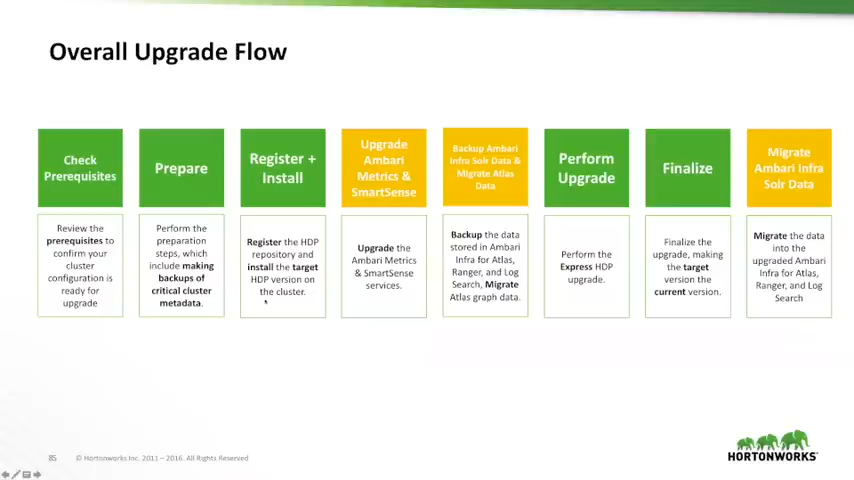 Overall Upgrade Flow
Check
Prerequisites
Prepare
Register +
Install
Upgrade
Ambari
Metrics &
SmartSense
Backup Ambari
Infra Solr Data &
Migrate Atlas
Data
Perform
Upgrade
Finalize
Migrate
Ambari Infra
Solr Data
Review the
prerequisites to
confirm your
cluster
configuration is
ready for
upgrade
Perform the
preparation
steps, which
include making
backups of
critical cluster
metadata.
Register the HDP
repository and
install the target
HDP version on
the cluster.
Upgrade the
Ambari Metrics
& SmartSense
services.
Backup the data
stored in Ambari
Infra for Atlas,
Ranger, and Log
Search, Migrate
Atlas graph data.
Perform the
Express HDP
upgrade.
Finalize the
upgrade, making
the target
version the
current version.
Migrate the data
into the
upgraded Ambari
Infra for Atlas,
Ranger, and Log
Search
85 © Hortonworks Inc. 2011 – 2016. All Rights Reserved
HORTONWORKS